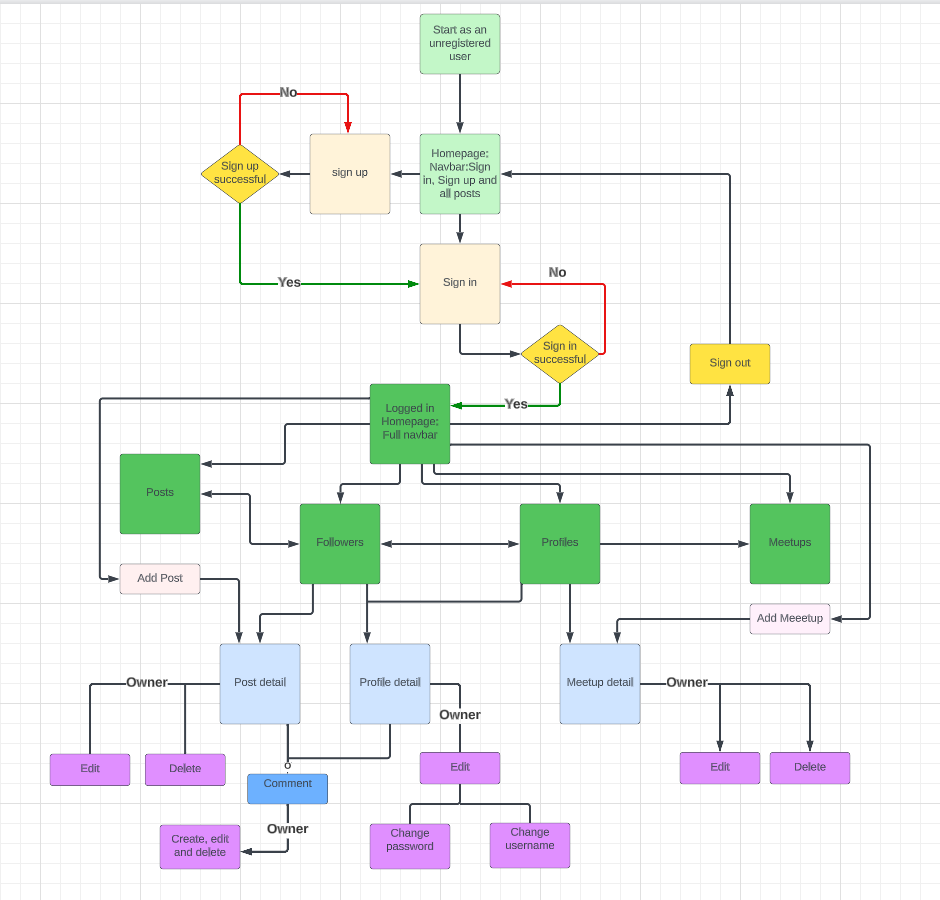 Start as an
unregistered
user
No
Sign up
successful
sign up
Homepage;
Navbar:Sign
in, Sign up and
all posts
Yes
Sign in
No
Sign in
successful
Sign out
Yes
Logged in
Homepage;
Full navbar
Posts
Followers
Profiles
Meetups
Add Post
Add Meeetup
Owner
Post detail
Profile detail
Meetup detail
Owner
Owner
Edit
Delete
Comment
Edit
Edit
Delete
Owner
Create, edit
and delete
Change
password
Change
username